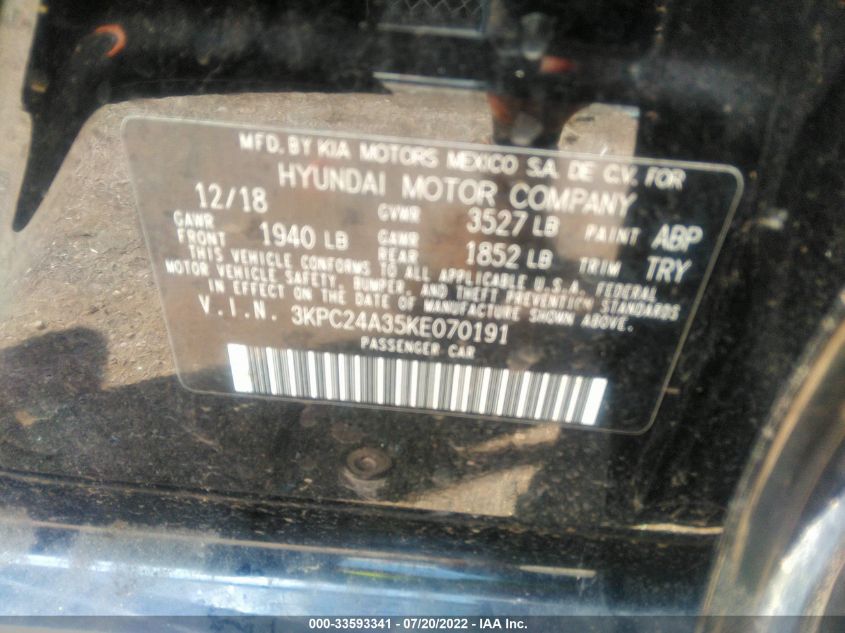 MFD. BY KIA MOTORS MEXICO S.A. DE C.V. FOR
HYUNDAI MOTOR COMPANY
12/18 GVWR 3527 LB PAINT ABP
GAWR FRONT 1940 LB GAWR REAR 1852 LB TRIM TRY
THIS VEHICLE CONFORMS TO ALL APPLICABLE U.S.A. FEDERAL
MOTOR VEHICLE SAFETY, BUMPER, AND THEFT PREVENTION STANDARDS
IN EFFECT ON THE DATE OF MANUFACTURE SHOWN ABOVE.
V.I.N. 3KPC24A35KE070191
PASSENGER CAR
000-33593341 - 07/20/2022 - IAA Inc.